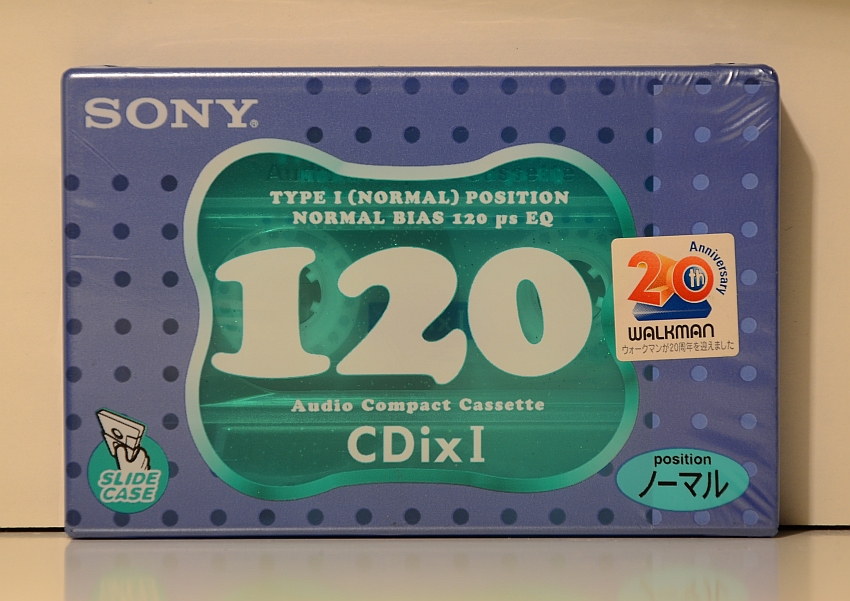 SONY®
TYPE I (NORMAL) POSITION
NORMAL BIAS 120 µs EQ
120
Audio Compact Cassette
CDixI
20th Anniversary
WALKMAN
ウォークマンが20周年を迎えました
SLIDE
CASE
position
ノーマル